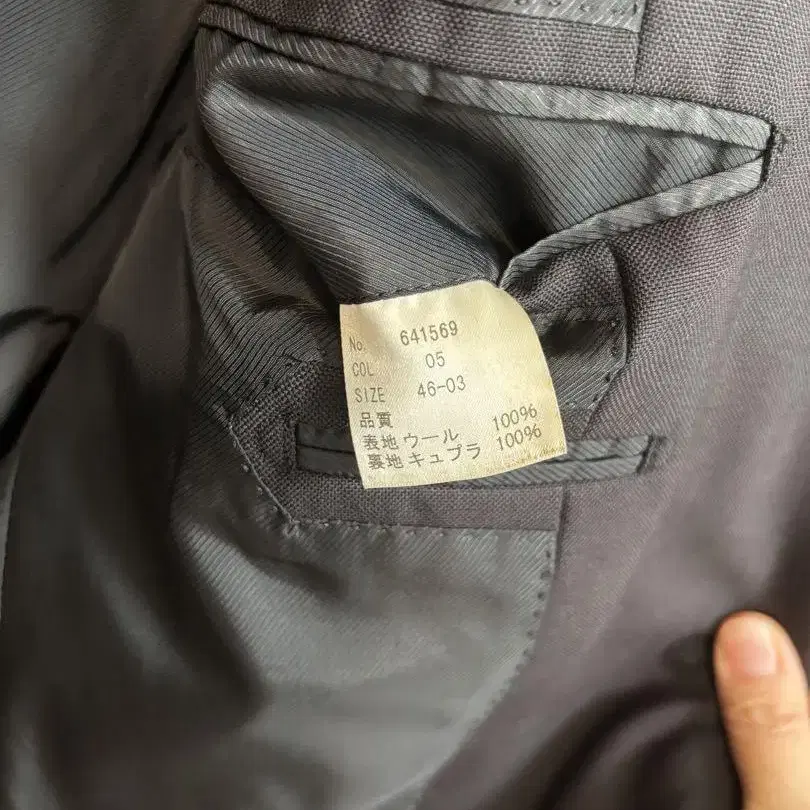 No. 641569
COL 05
SIZE 46-03
品質
表地 ウール 100%
裏地 キュプラ 100%